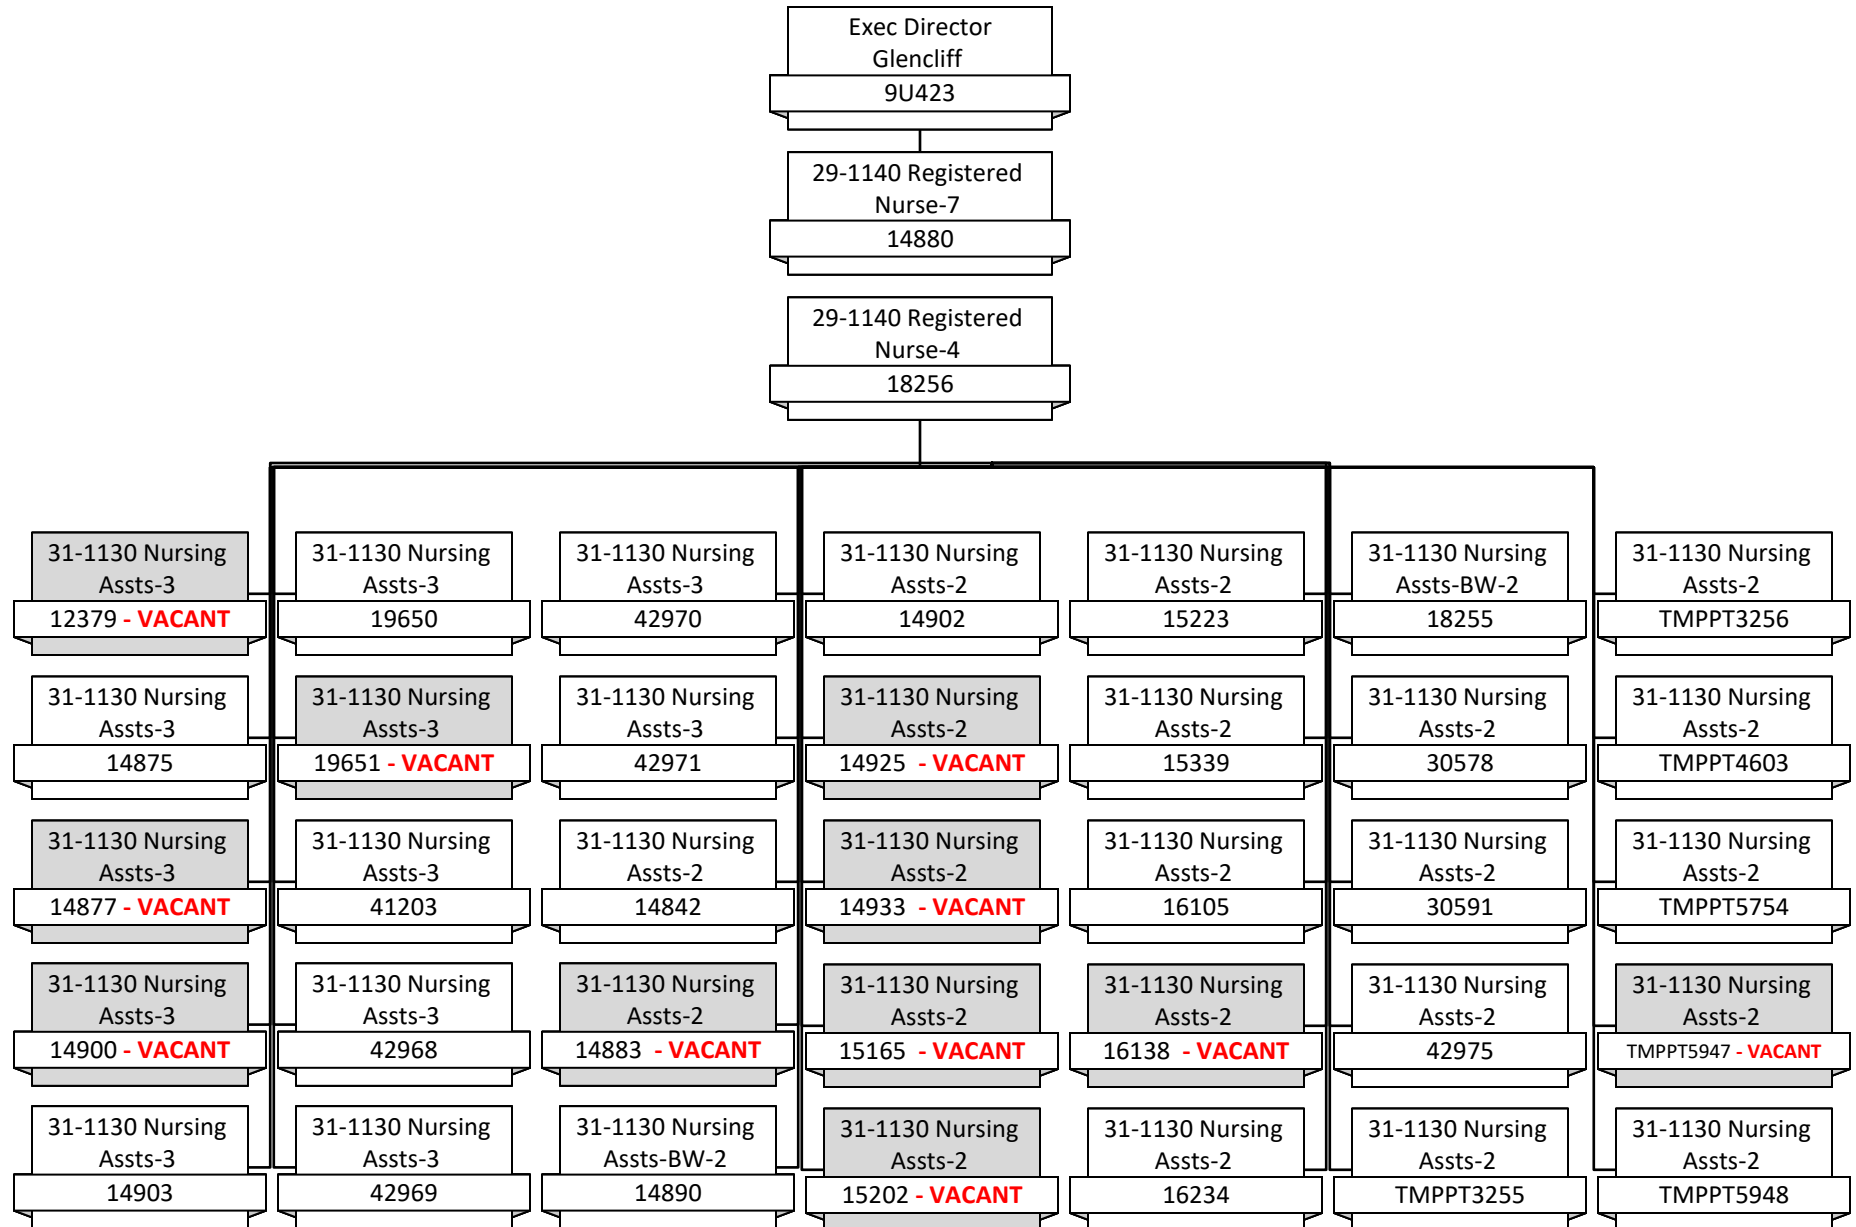 Exec Director
Glencliff
9U423
29-1140 Registered
Nurse-7
14880
29-1140 Registered
Nurse-4
18256
31-1130 Nursing
Assts-3
12379 - VACANT
31-1130 Nursing
Assts-3
19650
31-1130 Nursing
Assts-3
42970
31-1130 Nursing
Assts-2
14902
31-1130 Nursing
Assts-2
15223
31-1130 Nursing
Assts-BW-2
18255
31-1130 Nursing
Assts-2
TMPPT3256
31-1130 Nursing
Assts-3
14875
31-1130 Nursing
Assts-3
19651 - VACANT
31-1130 Nursing
Assts-3
42971
31-1130 Nursing
Assts-2
14925 - VACANT
31-1130 Nursing
Assts-2
15339
31-1130 Nursing
Assts-2
30578
31-1130 Nursing
Assts-2
TMPPT4603
31-1130 Nursing
Assts-3
14877 - VACANT
31-1130 Nursing
Assts-3
41203
31-1130 Nursing
Assts-2
14842
31-1130 Nursing
Assts-2
14933 - VACANT
31-1130 Nursing
Assts-2
16105
31-1130 Nursing
Assts-2
30591
31-1130 Nursing
Assts-2
TMPPT5754
31-1130 Nursing
Assts-3
14900 - VACANT
31-1130 Nursing
Assts-3
42968
31-1130 Nursing
Assts-2
14883 - VACANT
31-1130 Nursing
Assts-2
15165 - VACANT
31-1130 Nursing
Assts-2
16138 - VACANT
31-1130 Nursing
Assts-2
42975
31-1130 Nursing
Assts-2
TMPPT5947 - VACANT
31-1130 Nursing
Assts-3
14903
31-1130 Nursing
Assts-3
42969
31-1130 Nursing
Assts-BW-2
14890
31-1130 Nursing
Assts-2
15202 - VACANT
31-1130 Nursing
Assts-2
16234
31-1130 Nursing
Assts-2
TMPPT3255
31-1130 Nursing
Assts-2
TMPPT5948